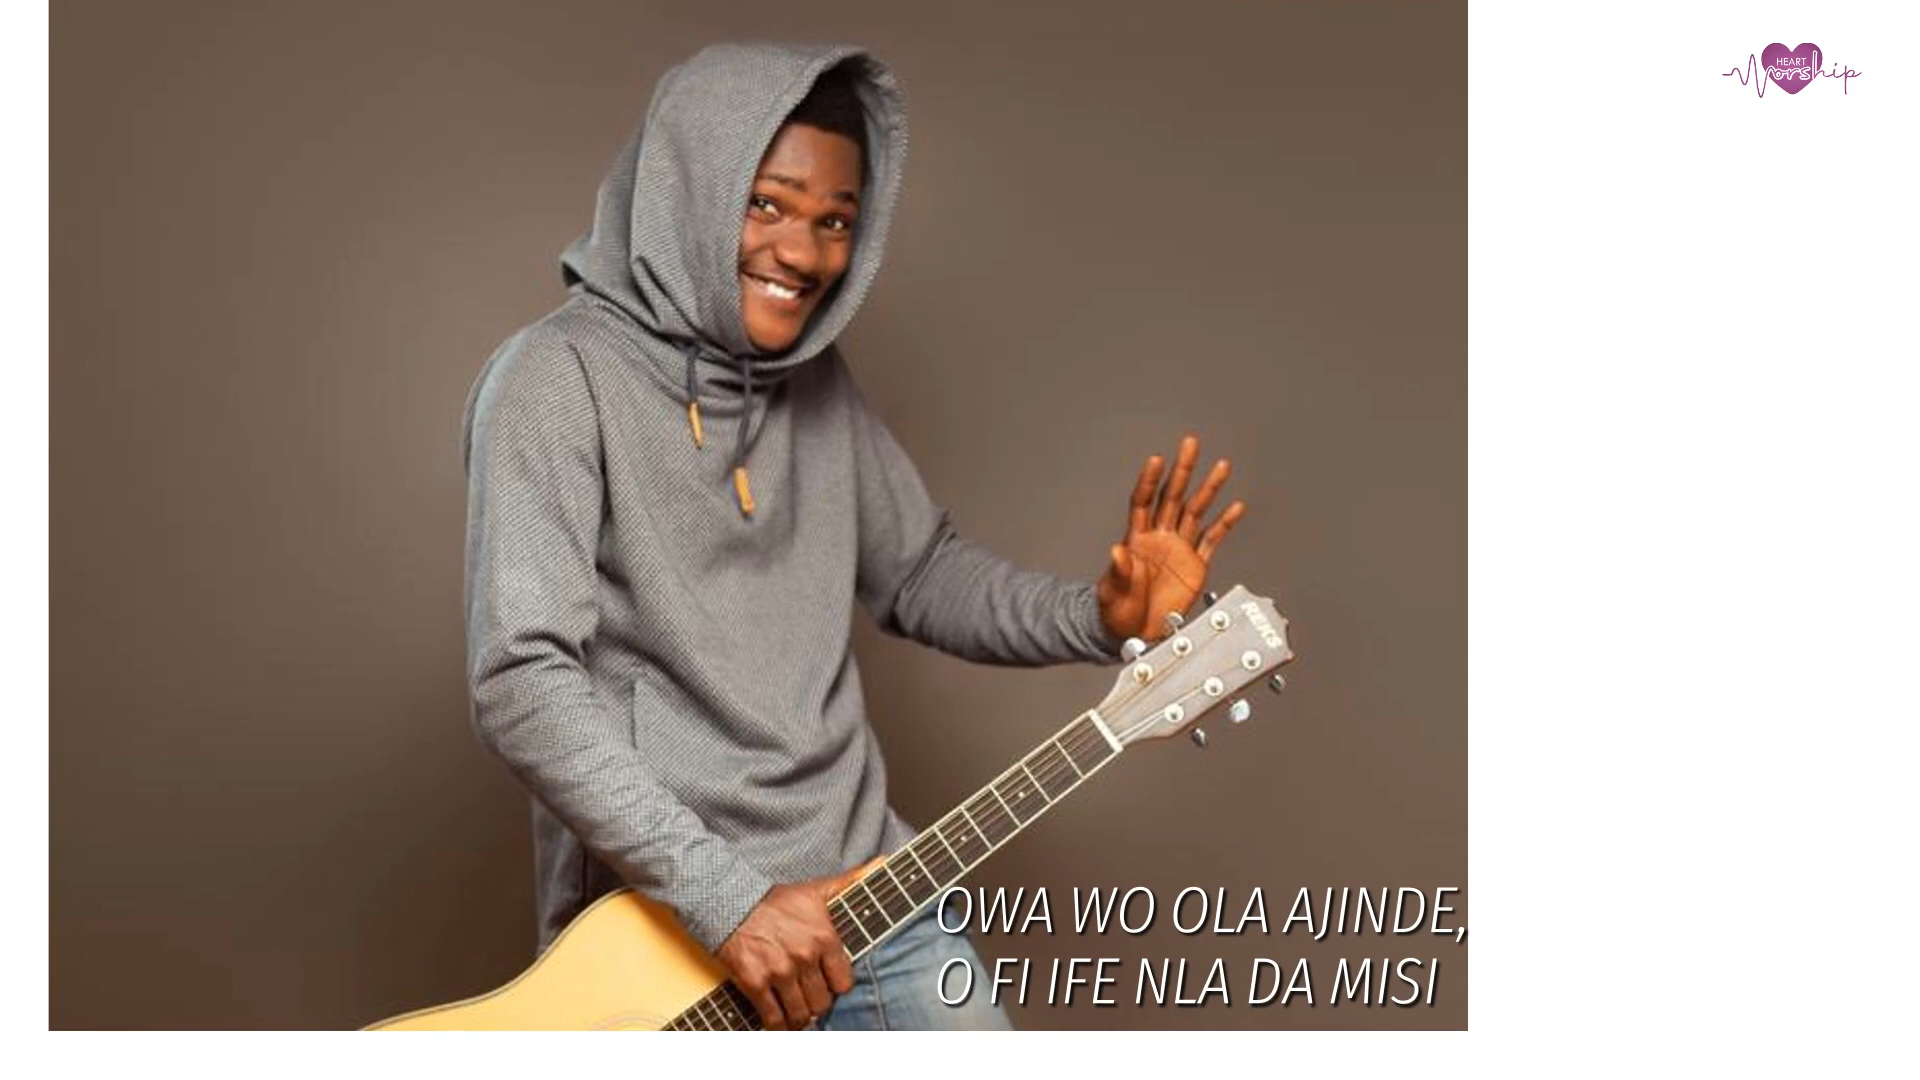 HEART
Worship
REKS
OWA WO OLA AJINDE,
O FI IFE NLA DA MISI